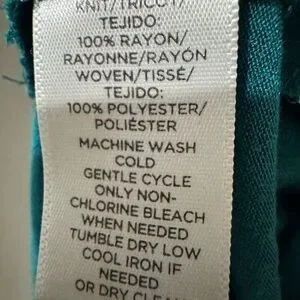 KNIT/TRICOT/
TEJIDO:
100% RAYON/
RAYONNE/RAYÓN
WOVEN/TISSÉ/
TEJIDO:
100% POLYESTER/
POLIÉSTER
MACHINE WASH
COLD
GENTLE CYCLE
ONLY NON-
CHLORINE BLEACH
WHEN NEEDED
TUMBLE DRY LOW
COOL IRON IF
NEEDED
OR DRY CLEAN